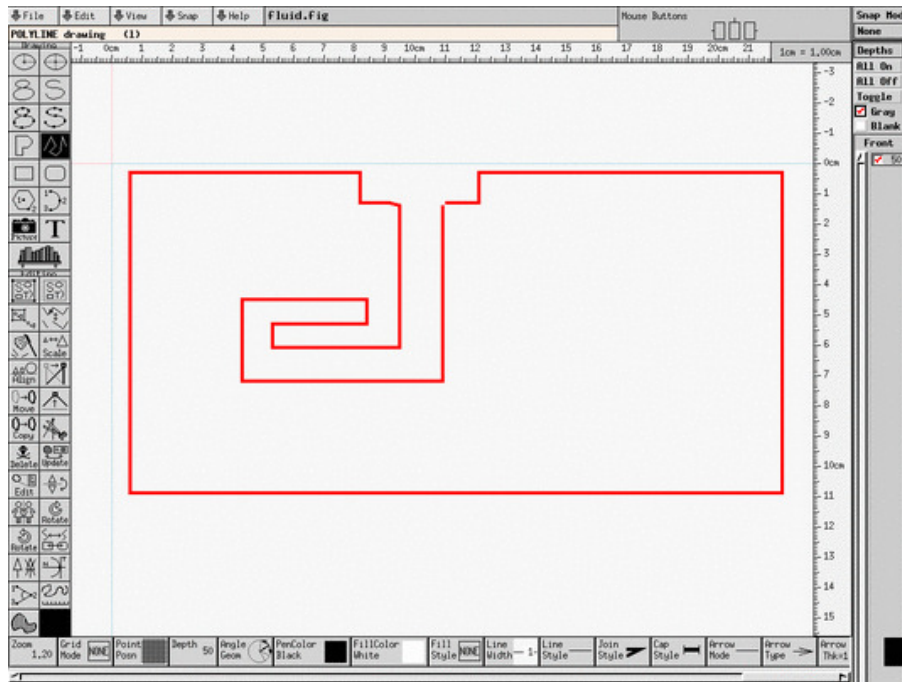 File Edit View Snap Help fluid.fig Mouse Buttons Snap Mod
POLYLINE drawing (1) None
Drawing -1 0cm 1 2 3 4 5 6 7 8 9 10cm 11 12 13 14 15 16 17 18 19 20cm 21 1cm = 1.00cm Depths
All On
-3
All Off
-2
Toggle
Gray
-1
Blank
Front
0cm
50
1
Picture T
2
3
4
5
Scale
6
Align
7
Move
8
Copy
9
Delete Update
10cm
Edit
11
Rotate
12
Rotate
13
14
15
Zoom 1.20
Grid Mode NONE
Point Posn
Depth 50
Angle Geom
PenColor Black
FillColor White
Fill Style NONE
Line Width 1
Line Style
Join Style
Cap Style
Arrow Mode
Arrow Type
Arrow Thk=1